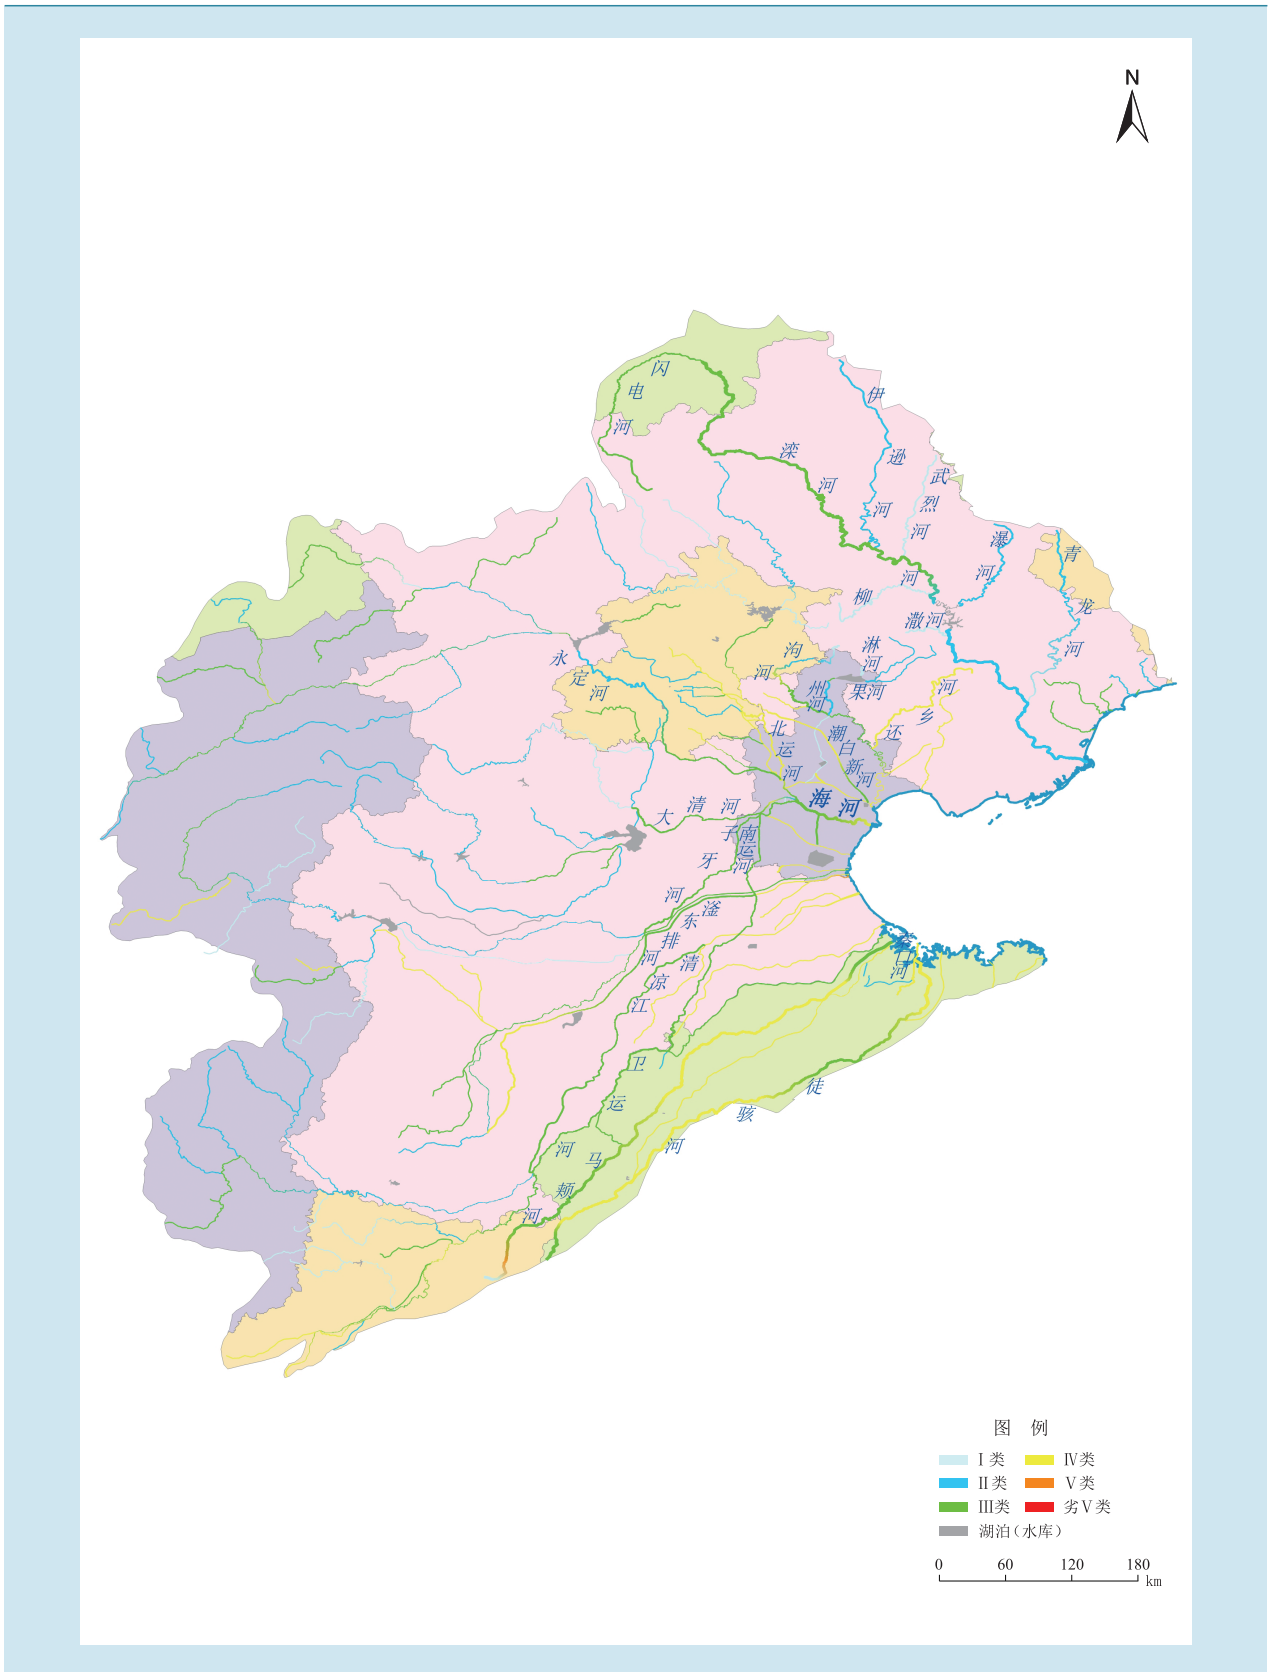 N
闪电河
滦河
伊逊河
武烈河
瀑河
青龙河
柳河
潵河
淋河
泃河
州河
果河
还乡河
永定河
北运河
潮白新河
海河
大清河
子牙河
南运河
滏东排河
清凉江
卫运河
马颊河
徒骇河
河口
图 例
Ⅰ类
Ⅳ类
Ⅱ类
Ⅴ类
Ⅲ类
劣Ⅴ类
湖泊（水库）
0 60 120 180
km